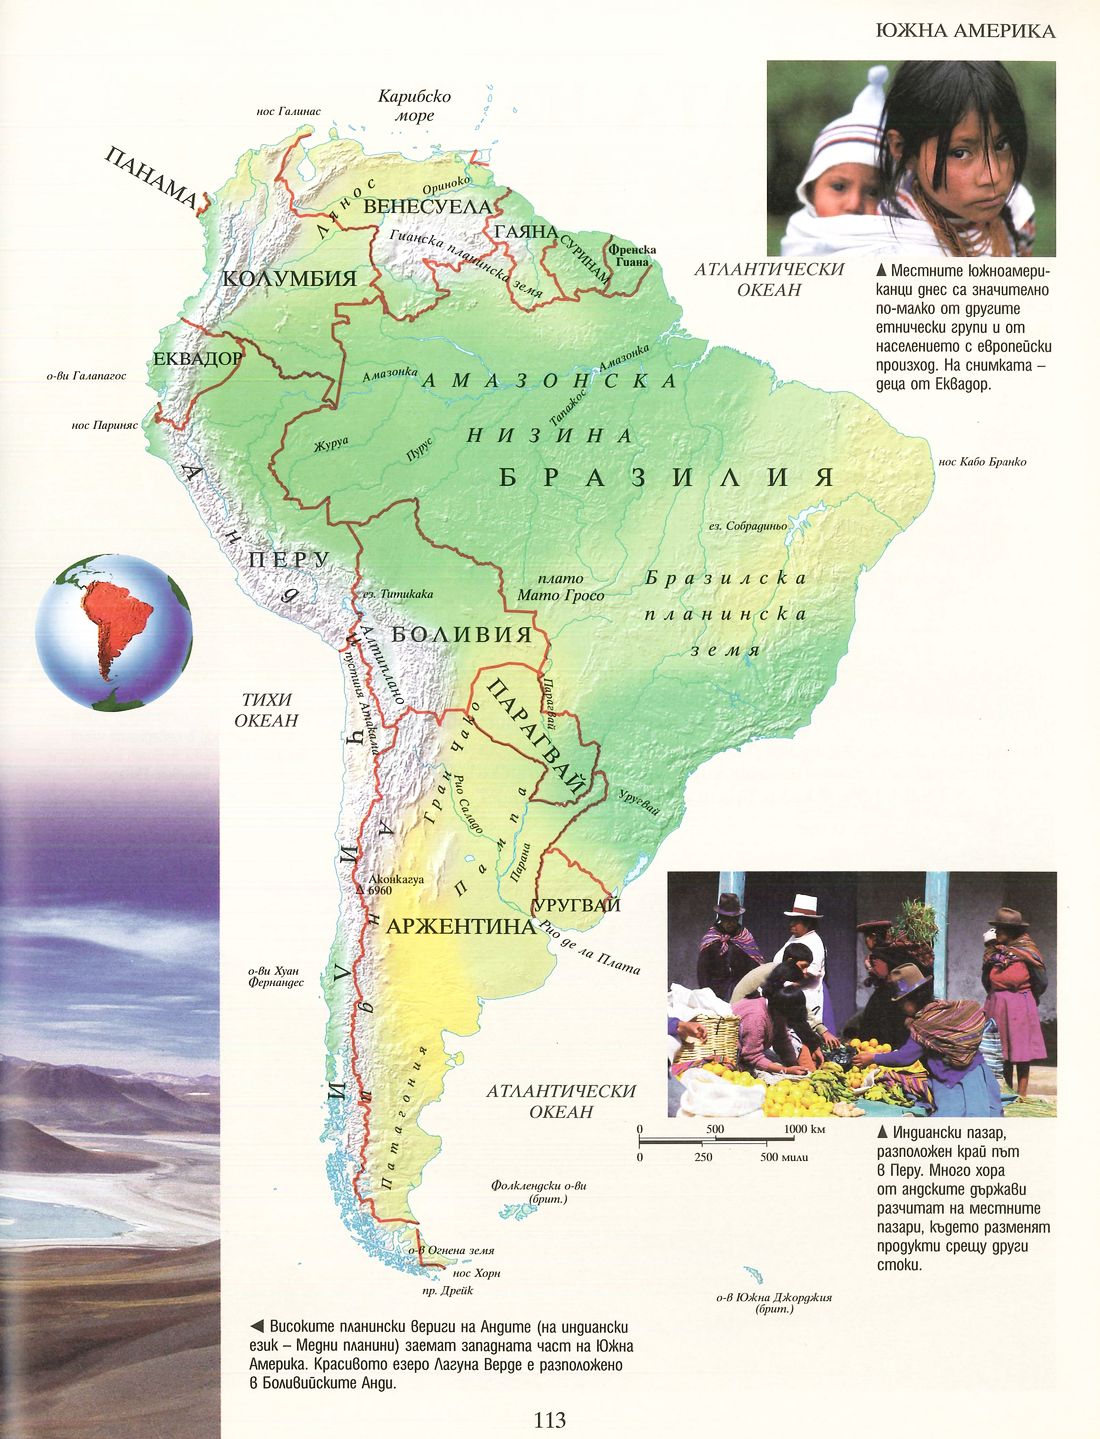 ЮЖНА АМЕРИКА
Карибско
море
нос Галинас
ПАНАМА
ЛЯНОС
Ориноко
ВЕНЕСУЕЛА
ГАЯНА
СУРИНАМ
Френска
Гиана
Гианска планинска земя
КОЛУМБИЯ
АТЛАНТИЧЕСКИ
ОКЕАН
▲ Местните южноамери-
канци днес са значително
по-малко от другите
етнически групи и от
населението с европейски
произход. На снимката –
деца от Еквадор.
ЕКВАДОР
о-ви Галапагос
нос Париняс
Амазонка
Амазонка
АМАЗОНСКА
НИЗИНА
Тапажос
Журуа
Пурус
БРАЗИЛИЯ
нос Кабо Бранко
ез. Собрадиньо
АНДИ
ПЕРУ
плато
Мато Гросо
Бразилска
планинска
земя
ез. Титикака
БОЛИВИЯ
Алтиплано
пустиня Атакама
ТИХИ
ОКЕАН
ПАРАГВАЙ
Парагвай
Гран Чако
Рио Саладо
Пампа
Парана
Уругвай
ЧИЛИ
Анди
Аконкагуа
6960
УРУГВАЙ
АРЖЕНТИНА
Рио де ла Плата
о-ви Хуан
Фернандес
Патагония
АТЛАНТИЧЕСКИ
ОКЕАН
0 500 1000 км
0 250 500 мили
▲ Индиански пазар,
разположен край път
в Перу. Много хора
от андските държави
разчитат на местните
пазари, където разменят
продукти срещу други
стоки.
Фолклендски о-ви
(брит.)
о-в Огнена земя
нос Хорн
пр. Дрейк
о-в Южна Джорджия
(брит.)
◄ Високите планински вериги на Андите (на индиански
език – Медни планини) заемат западната част на Южна
Америка. Красивото езеро Лагуна Верде е разположено
в Боливийските Анди.
113